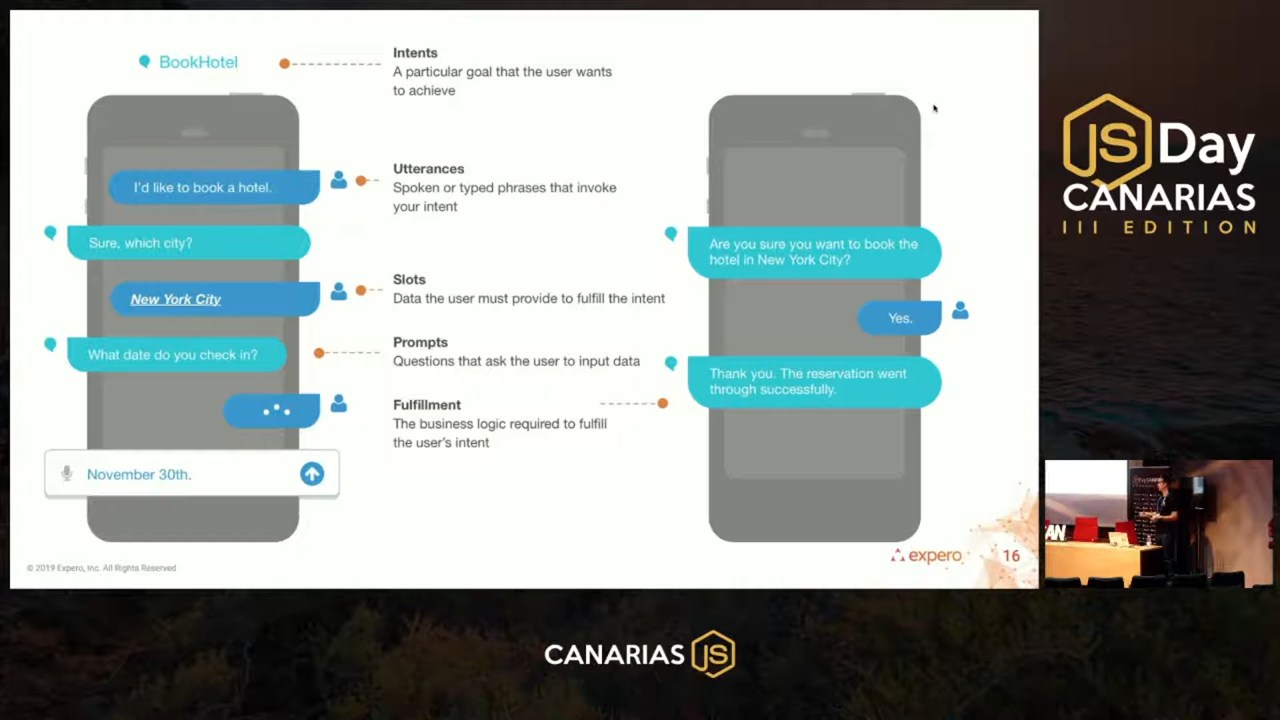 BookHotel
I'd like to book a hotel.
Sure, which city?
New York City
What date do you check in?
November 30th.
Intents
A particular goal that the user wants
to achieve
Utterances
Spoken or typed phrases that invoke
your intent
Slots
Data the user must provide to fulfill the intent
Prompts
Questions that ask the user to input data
Fulfillment
The business logic required to fulfill
the user's intent
Are you sure you want to book the
hotel in New York City?
Yes.
Thank you. The reservation went
through successfully.
© 2019 Expero, Inc. All Rights Reserved
expero
16
JS Day
CANARIAS
III EDITION
AN
CANARIAS JS